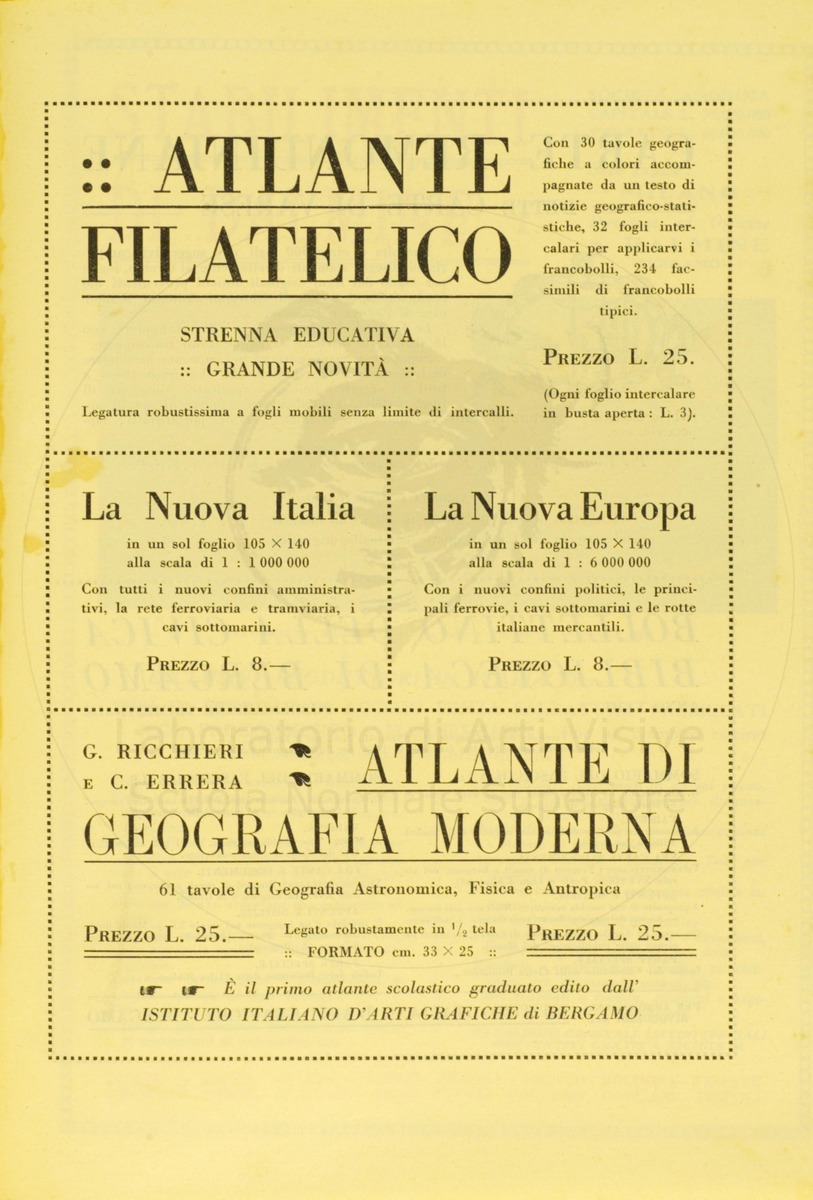 :: ATLANTE
FILATELICO
STRENNA EDUCATIVA
:: GRANDE NOVITÀ ::
Legatura robustissima a fogli mobili senza limite di intercalli.
Con 30 tavole geogra-
fiche a colori accom-
pagnate da un testo di
notizie geografico-stati-
stiche, 32 fogli inter-
calari per applicarvi i
francobolli, 234 fac-
simili di francobolli
tipici.
PREZZO L. 25.
(Ogni foglio intercalare
in busta aperta : L. 3).
La Nuova Italia
in un sol foglio 105 × 140
alla scala di 1 : 1 000 000
Con tutti i nuovi confini amministra-
tivi, la rete ferroviaria e tramviaria, i
cavi sottomarini.
PREZZO L. 8.—
La Nuova Europa
in un sol foglio 105 × 140
alla scala di 1 : 6 000 000
Con i nuovi confini politici, le princi-
pali ferrovie, i cavi sottomarini e le rotte
italiane mercantili.
PREZZO L. 8.—
Laboratorio di Arti Visive
Scuola Normale Superiore
G. RICCHIERI
E C. ERRERA
ATLANTE DI
GEOGRAFIA MODERNA
61 tavole di Geografia Astronomica, Fisica e Antropica
PREZZO L. 25.—
Legato robustamente in 1/2 tela
:: FORMATO cm. 33 × 25 ::
PREZZO L. 25.—
☛ ☛ È il primo atlante scolastico graduato edito dall'
ISTITUTO ITALIANO D'ARTI GRAFICHE di BERGAMO